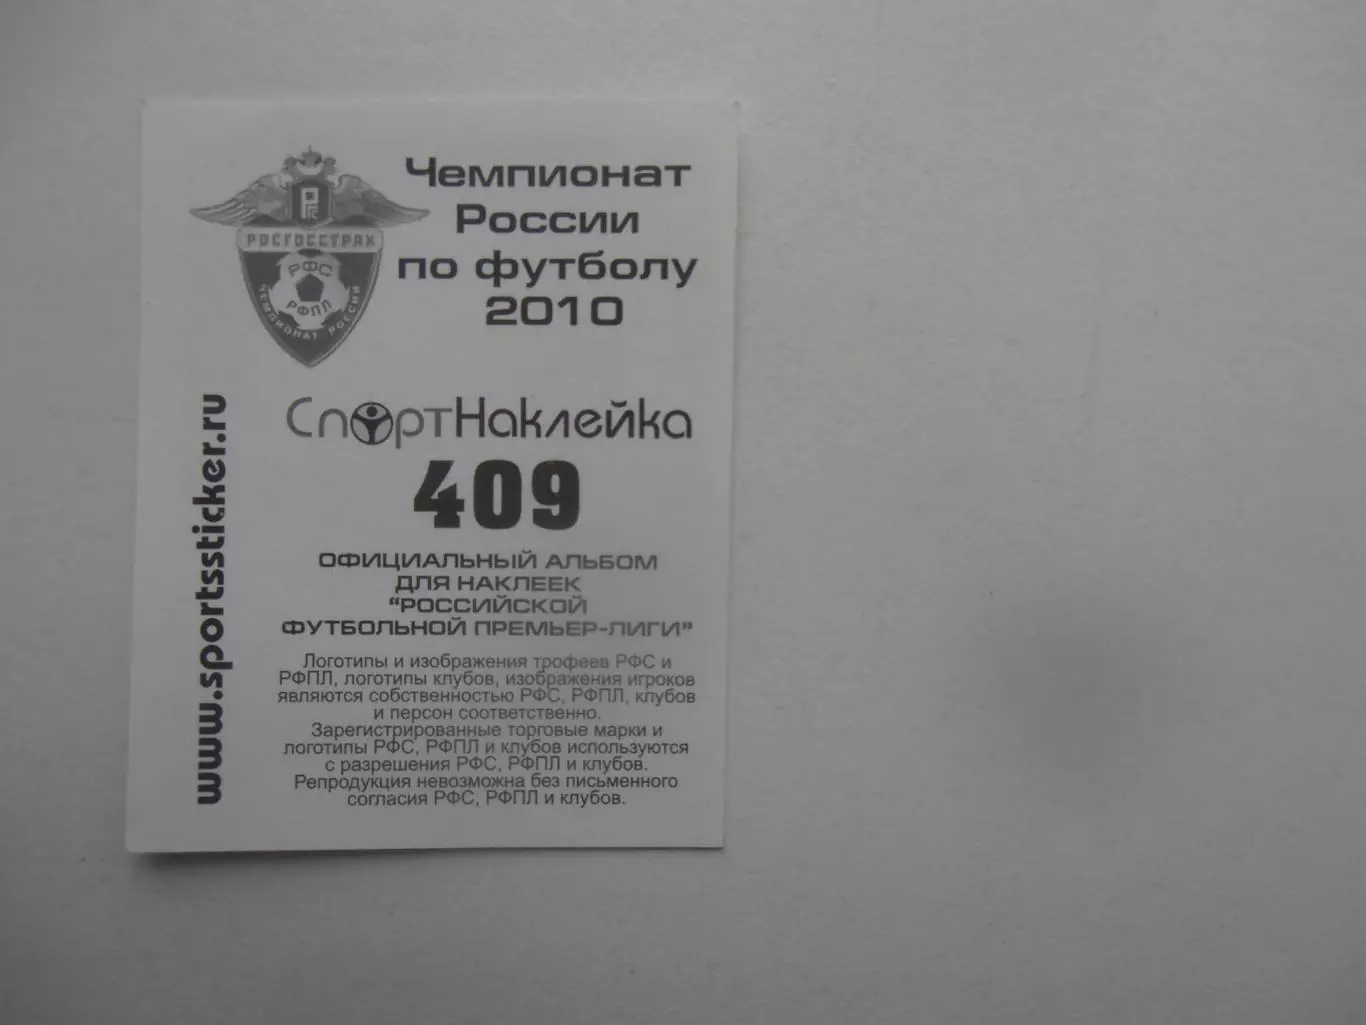 Чемпионат
России
по футболу
2010
РОСГОССТРАХ
РФС
РФПЛ
ЧЕМПИОНАТ РОССИИ
СпортНаклейка
409
www.sportssticker.ru
ОФИЦИАЛЬНЫЙ АЛЬБОМ
ДЛЯ НАКЛЕЕК
“РОССИЙСКОЙ
ФУТБОЛЬНОЙ ПРЕМЬЕР-ЛИГИ”
Логотипы и изображения трофеев РФС и
РФПЛ, логотипы клубов, изображения игроков
являются собственностью РФС, РФПЛ, клубов
и персон соответственно.
Зарегистрированные торговые марки и
логотипы РФС, РФПЛ и клубов используются
с разрешения РФС, РФПЛ и клубов.
Репродукция невозможна без письменного
согласия РФС, РФПЛ и клубов.